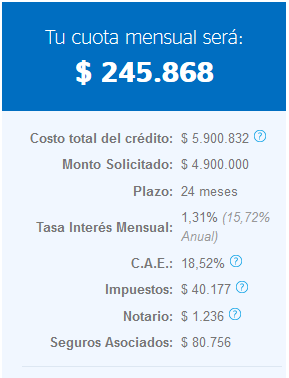 Tu cuota mensual será:
$ 245.868
Costo total del crédito: $ 5.900.832 ?
Monto Solicitado: $ 4.900.000
Plazo: 24 meses
Tasa Interés Mensual: 1,31% (15,72%
Anual)
C.A.E.: 18,52% ?
Impuestos: $ 40.177 ?
Notario: $ 1.236 ?
Seguros Asociados: $ 80.756